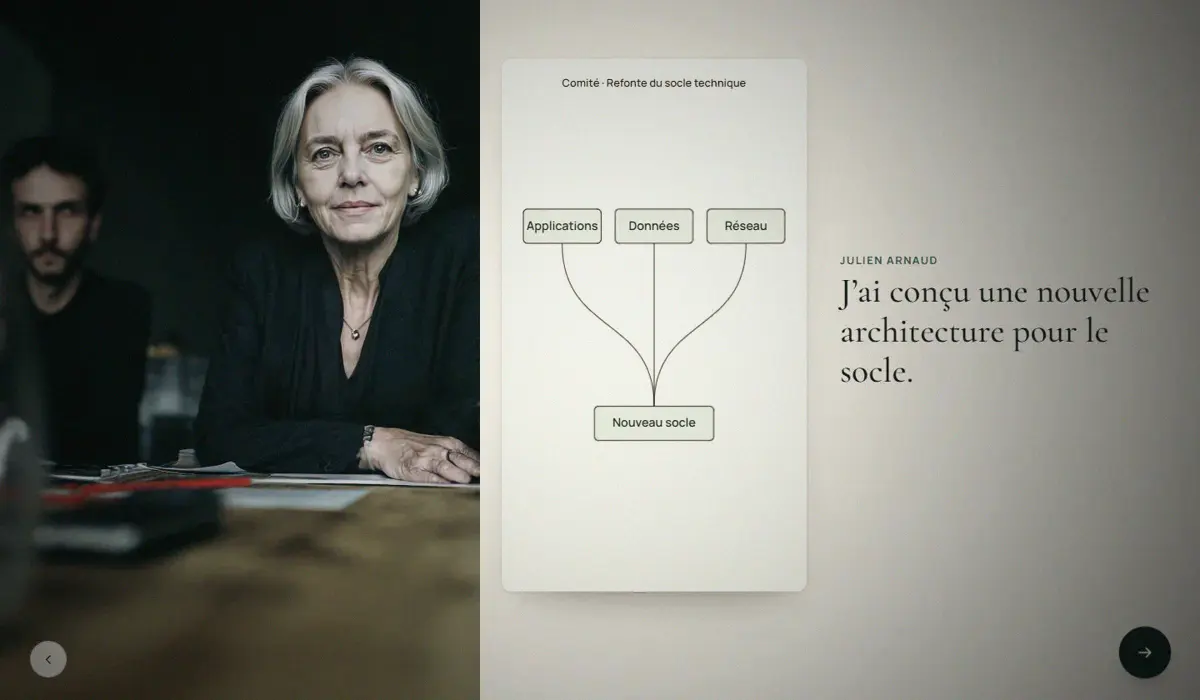 Comité · Refonte du socle technique
Applications
Données
Réseau
Nouveau socle
JULIEN ARNAUD
J’ai conçu une nouvelle
architecture pour le
socle.